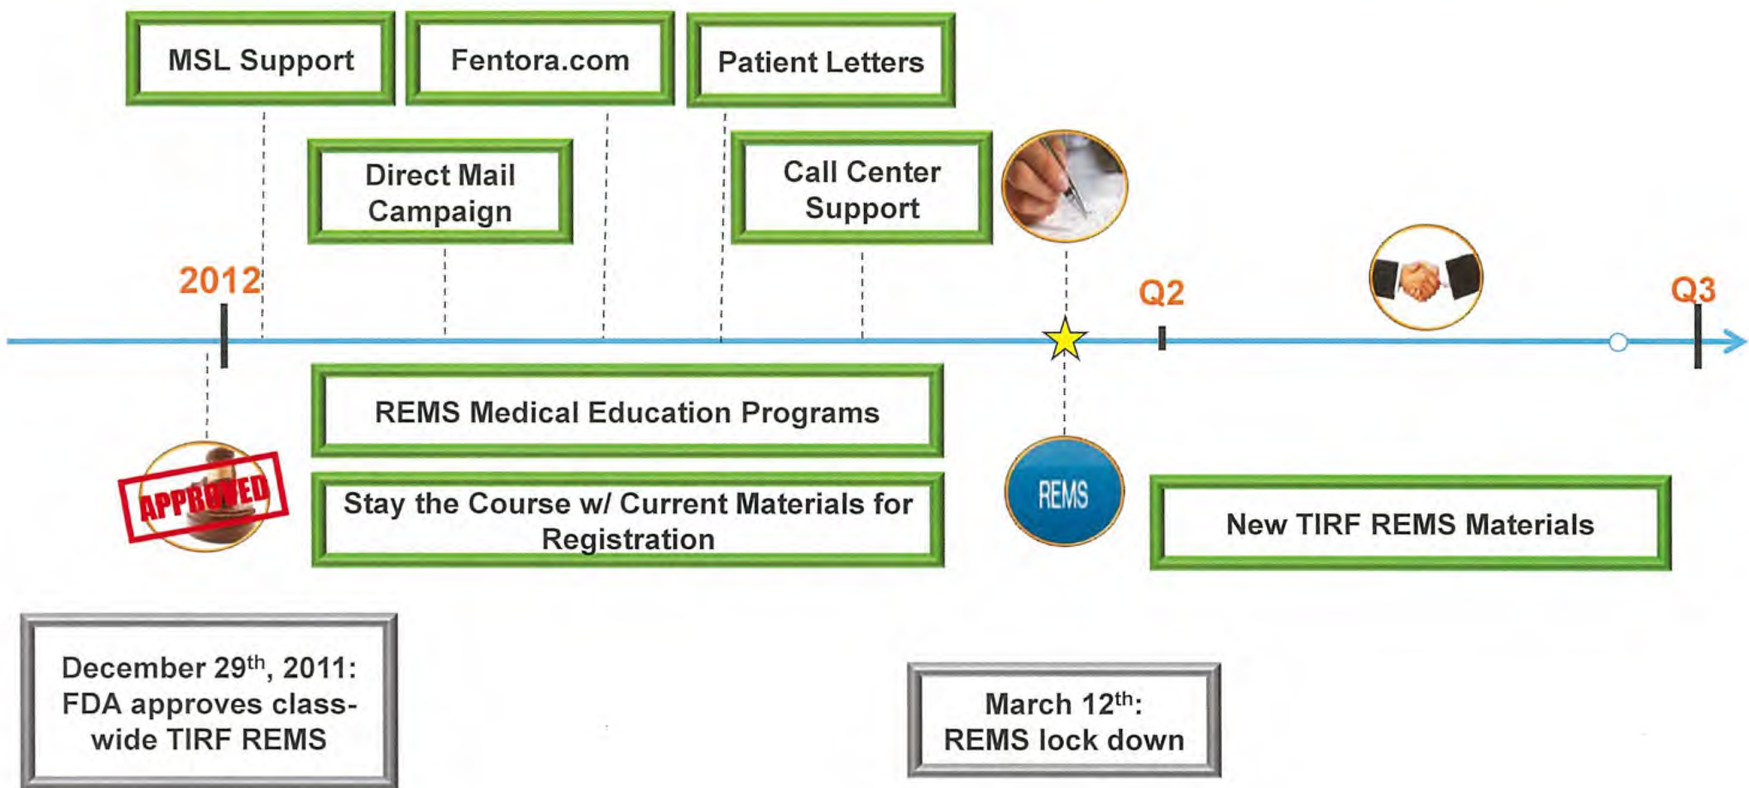 MSL Support
Fentora.com
Patient Letters
Direct Mail
Campaign
Call Center
Support
2012
Q2
Q3
REMS Medical Education Programs
APPROVED
Stay the Course w/ Current Materials for
Registration
REMS
New TIRF REMS Materials
December 29th, 2011:
FDA approves class-
wide TIRF REMS
March 12th:
REMS lock down